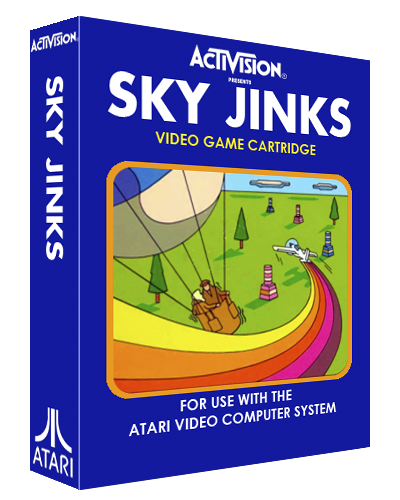 ACTIVISION®
SKY JINKS
ATARI
ACTIVISION®
PRESENTS
SKY JINKS
VIDEO GAME CARTRIDGE
FOR USE WITH THE
ATARI VIDEO COMPUTER SYSTEM